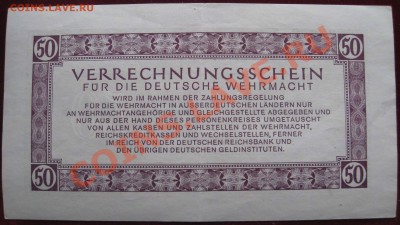 COINS.LAVE.RU
50 50
VERRECHNUNGSSCHEIN
FÜR DIE DEUTSCHE WEHRMACHT
WIRD IM RAHMEN DER ZAHLUNGSREGELUNG
FÜR DIE WEHRMACHT IN AUSSERDEUTSCHEN LÄNDERN NUR
AN WEHRMACHTANGEHÖRIGE UND GLEICHGESTELLTE ABGEGEBEN UND
NUR AUS DER HAND DIESES PERSONENKREISES UMGETAUSCHT
VON ALLEN KASSEN UND ZAHLSTELLEN DER WEHRMACHT,
REICHSKREDITKASSEN UND WECHSELSTELLEN, FERNER
IM REICH VON DER DEUTSCHEN REICHSBANK UND
DEN ÜBRIGEN DEUTSCHEN GELDINSTITUTEN.
50 50
COINS.LAVE.RU